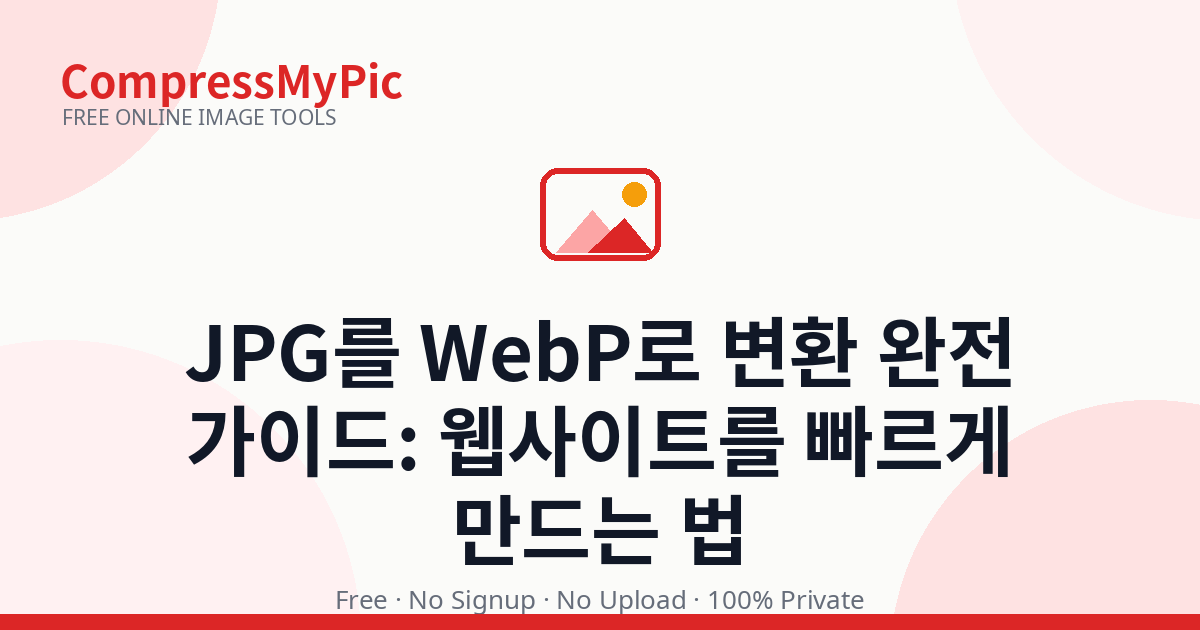 CompressMyPic
FREE ONLINE IMAGE TOOLS
JPG를 WebP로 변환 완전
가이드: 웹사이트를 빠르게
만드는 법
Free · No Signup · No Upload · 100% Private